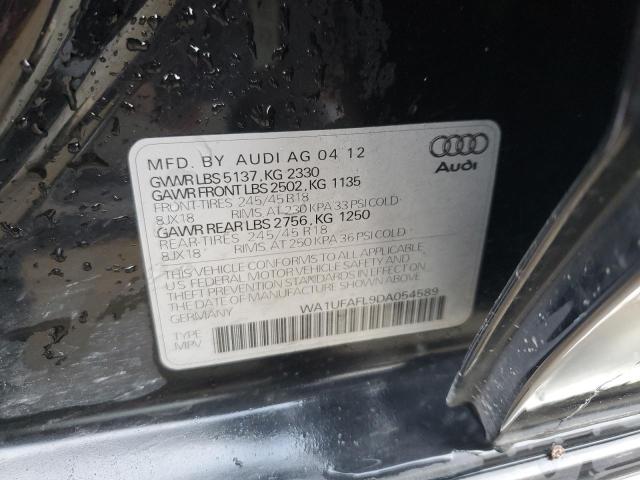 MFD. BY AUDI AG 04 12
GVWR LBS 5137, KG 2330
GAWR FRONT LBS 2502, KG 1135
FRONT-TIRES 245/45 R18
8JX18 RIMS, AT 230 KPA 33 PSI COLD
GAWR REAR LBS 2756, KG 1250
REAR-TIRES 245/45 R18
8JX18 RIMS, AT 250 KPA 36 PSI COLD
THIS VEHICLE CONFORMS TO ALL APPLICABLE
U.S. FEDERAL MOTOR VEHICLE SAFETY AND
THEFT PREVENTION STANDARDS IN EFFECT ON THE
DATE OF MANUFACTURE SHOWN ABOVE
GERMANY
WA1UFAFL9DA054589
TYPE
MPV
Audi